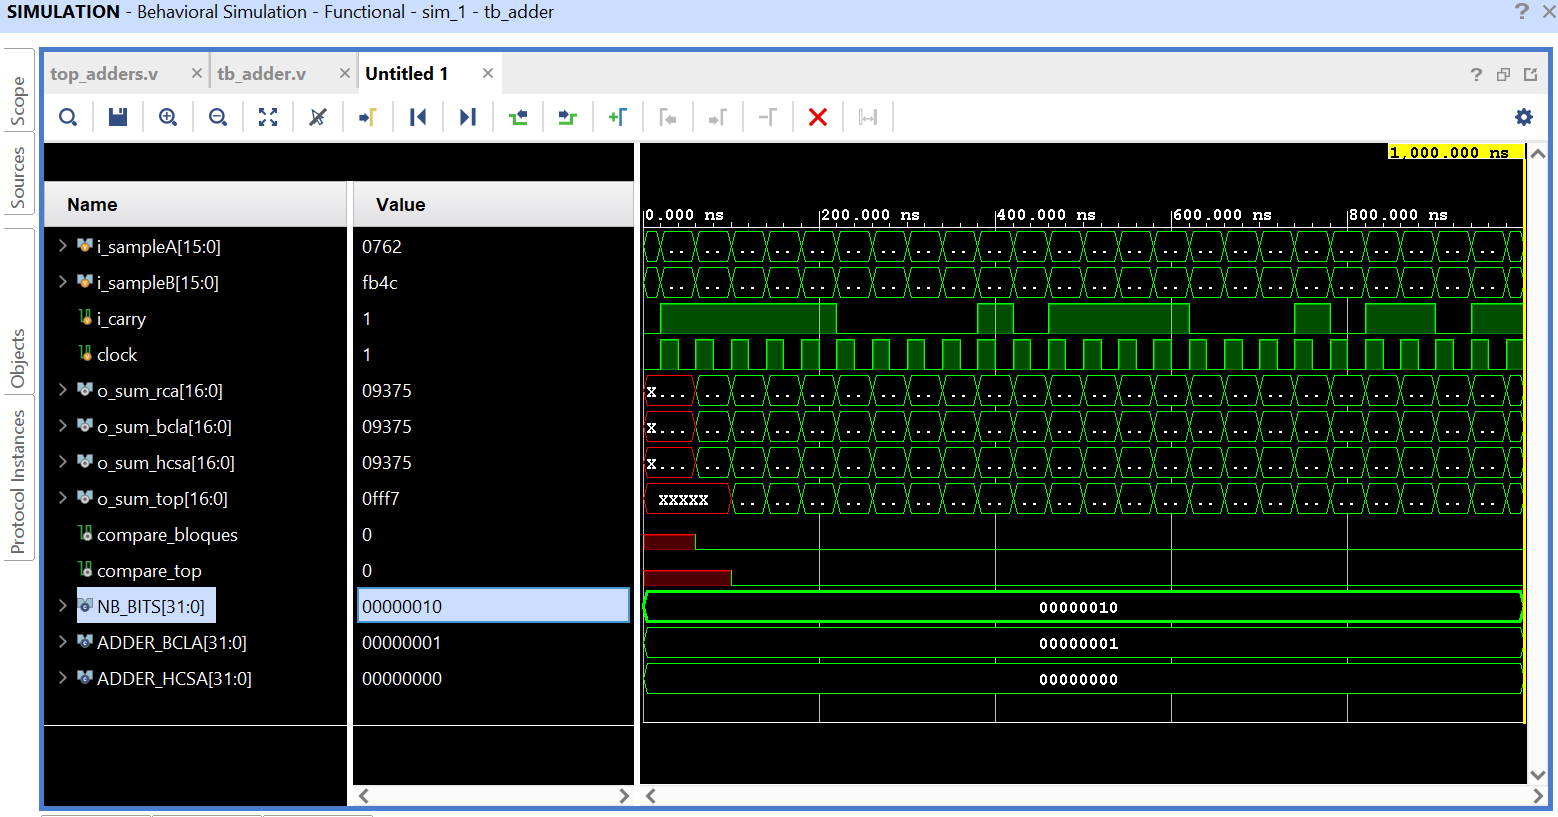 SIMULATION - Behavioral Simulation - Functional - sim_1 - tb_adder ?
Scope
Sources
Objects
Protocol Instances
top_adders.v tb_adder.v Untitled 1 ?
1,000.000 ns
Name Value 0.000 ns 200.000 ns 400.000 ns 600.000 ns 800.000 ns
i_sampleA[15:0] 0762
i_sampleB[15:0] fb4c
i_carry 1
clock 1
o_sum_rca[16:0] 09375 X...
o_sum_bcla[16:0] 09375 X...
o_sum_hcsa[16:0] 09375 X...
o_sum_top[16:0] 0fff7 XXXXX
compare_bloques 0
compare_top 0
NB_BITS[31:0] 00000010 00000010
ADDER_BCLA[31:0] 00000001 00000001
ADDER_HCSA[31:0] 00000000 00000000